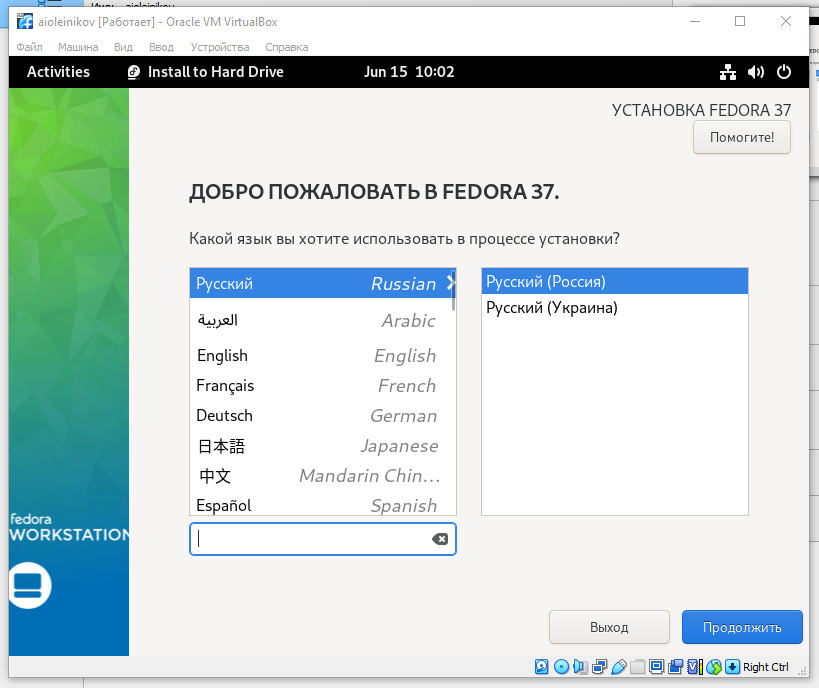 aioleinikov [Работает] - Oracle VM VirtualBox
Файл Машина Вид Ввод Устройства Справка
Activities Install to Hard Drive Jun 15 10:02
УСТАНОВКА FEDORA 37
Помогите!
ДОБРО ПОЖАЛОВАТЬ В FEDORA 37.
Какой язык вы хотите использовать в процессе установки?
Русский Russian
العربية Arabic
English English
Français French
Deutsch German
日本語 Japanese
中文 Mandarin Chin...
Español Spanish
Русский (Россия)
Русский (Украина)
fedora
WORKSTATION
Выход Продолжить
Right Ctrl